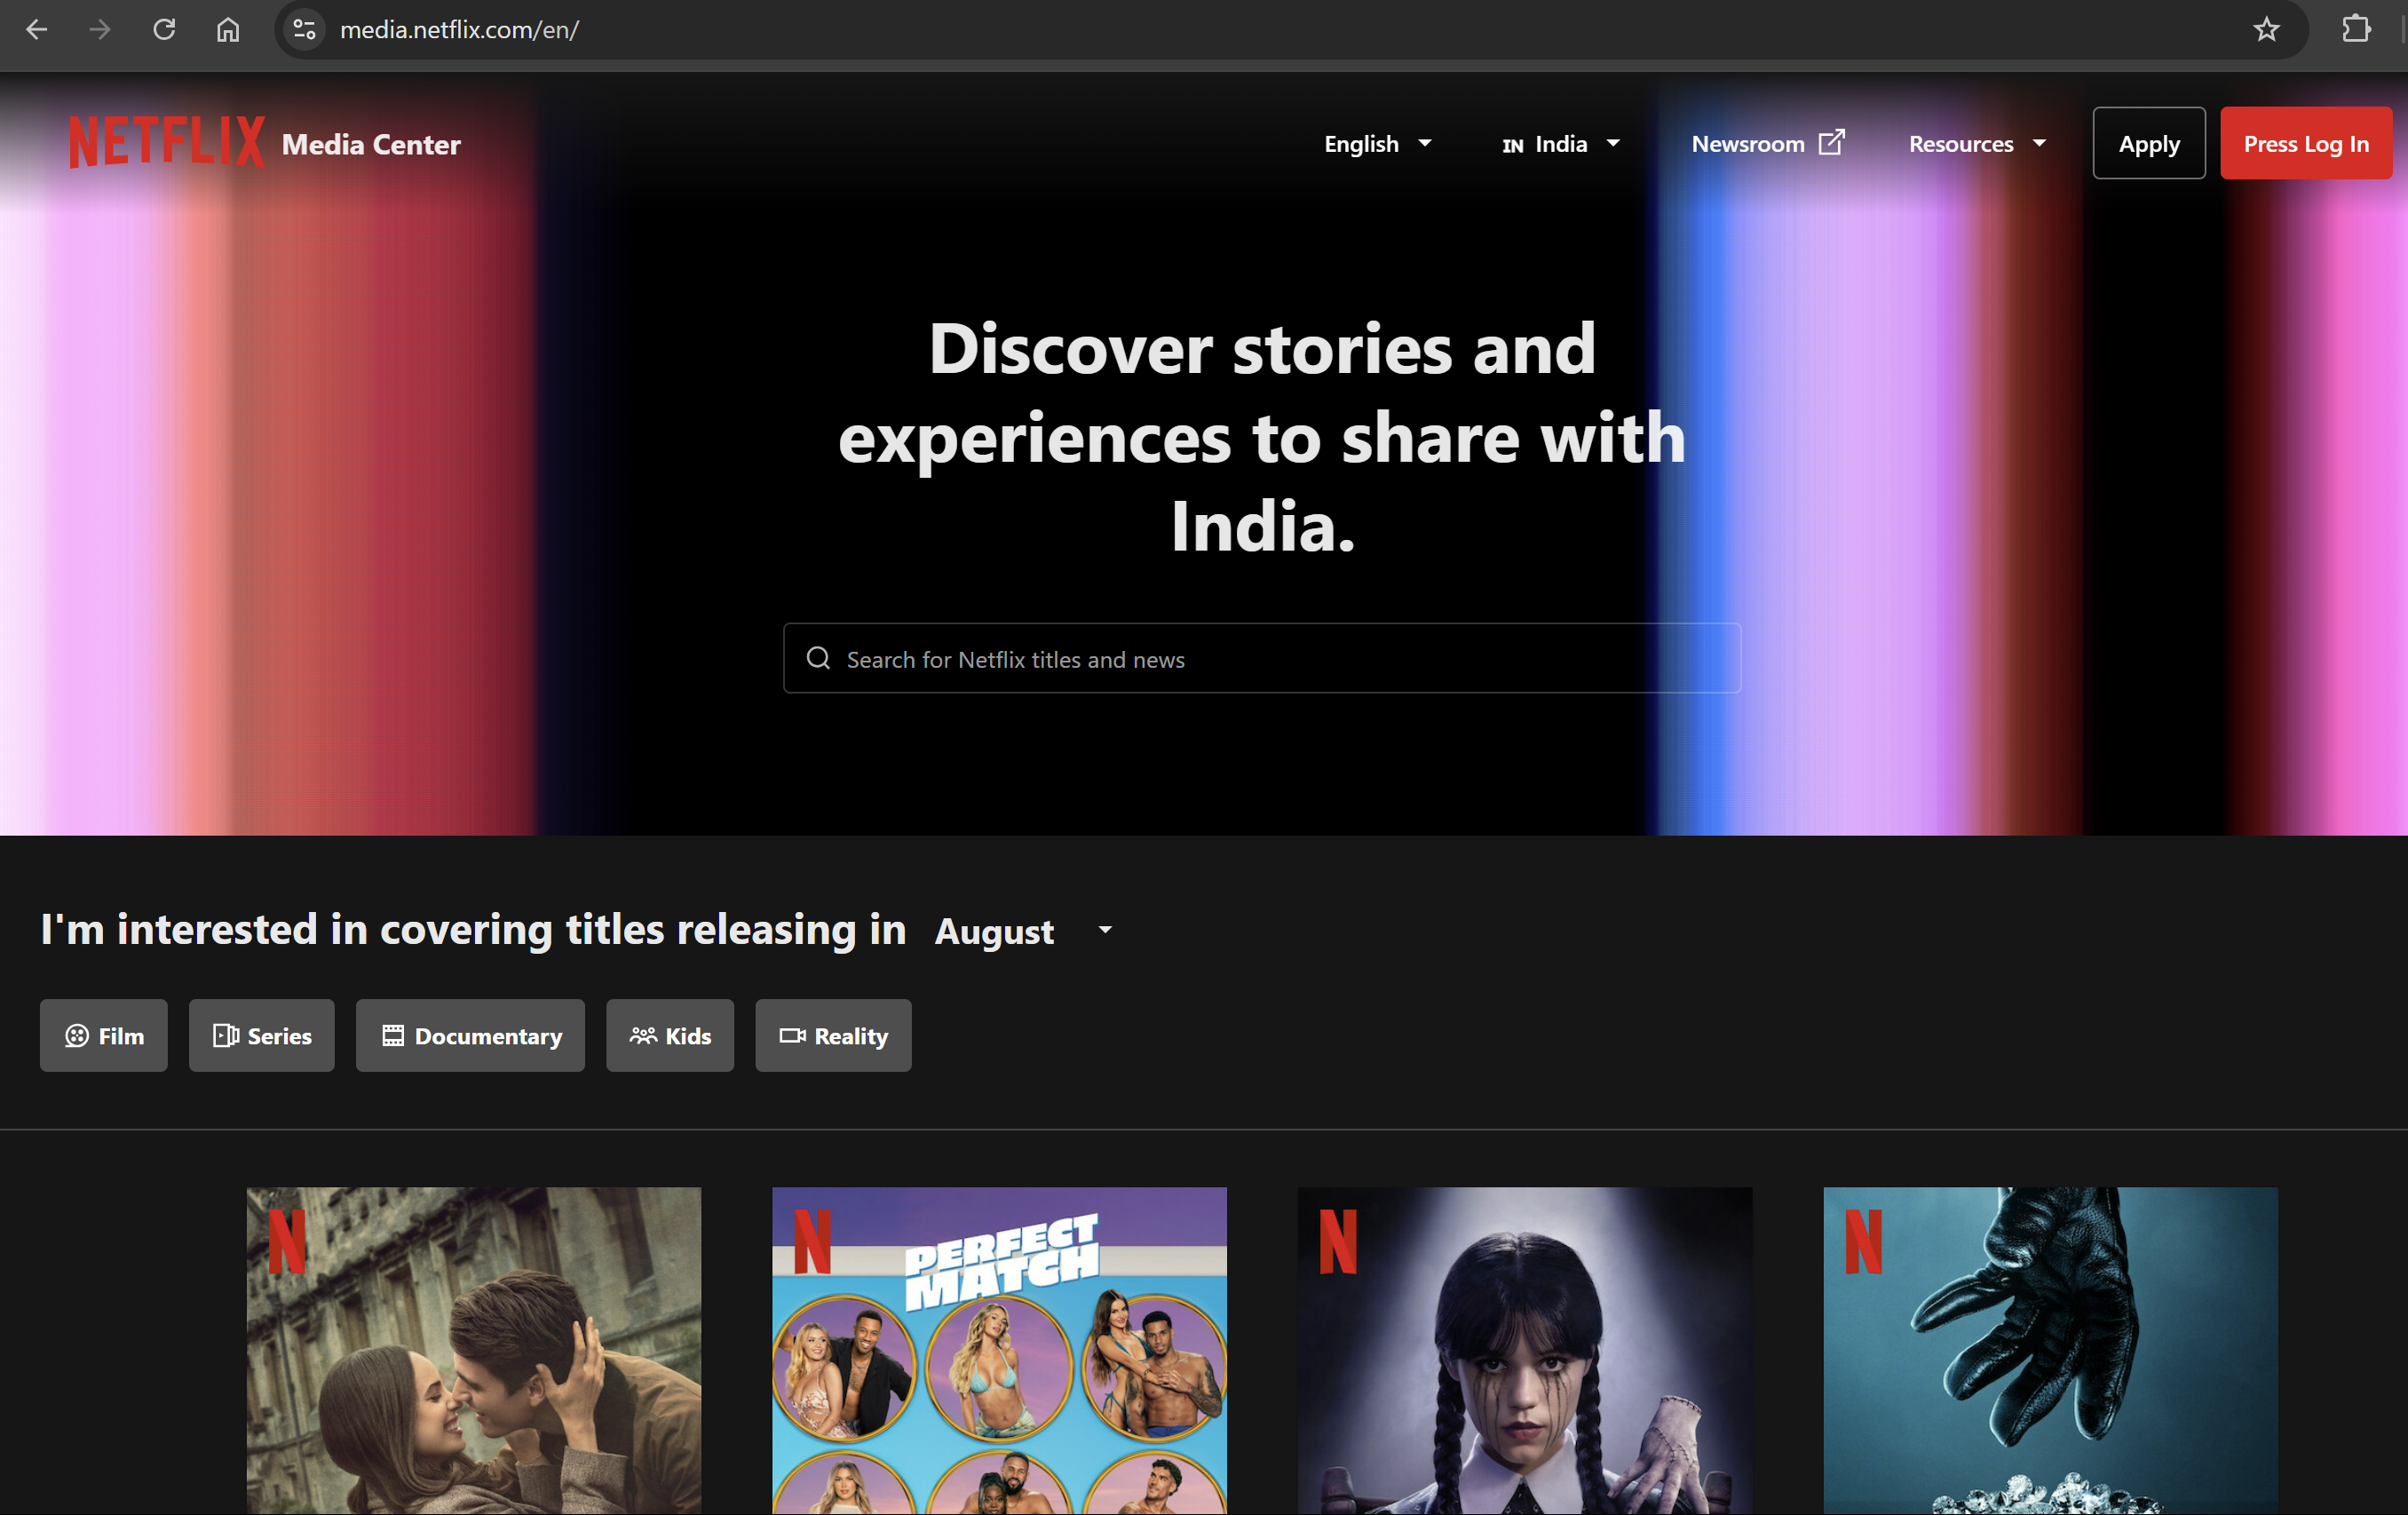 media.netflix.com/en/
NETFLIX Media Center
English
IN India
Newsroom
Resources
Apply
Press Log In
Discover stories and
experiences to share with
India.
Search for Netflix titles and news
I'm interested in covering titles releasing in August
Film
Series
Documentary
Kids
Reality
N
N
PERFECT
MATCH
N
N